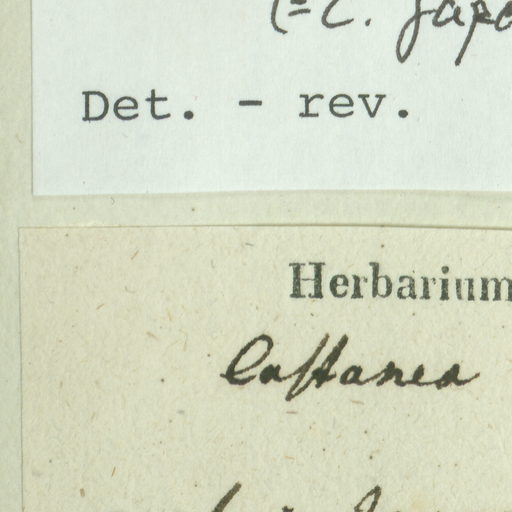 (= C. japo
Det. - rev.
Herbarium
Castanea